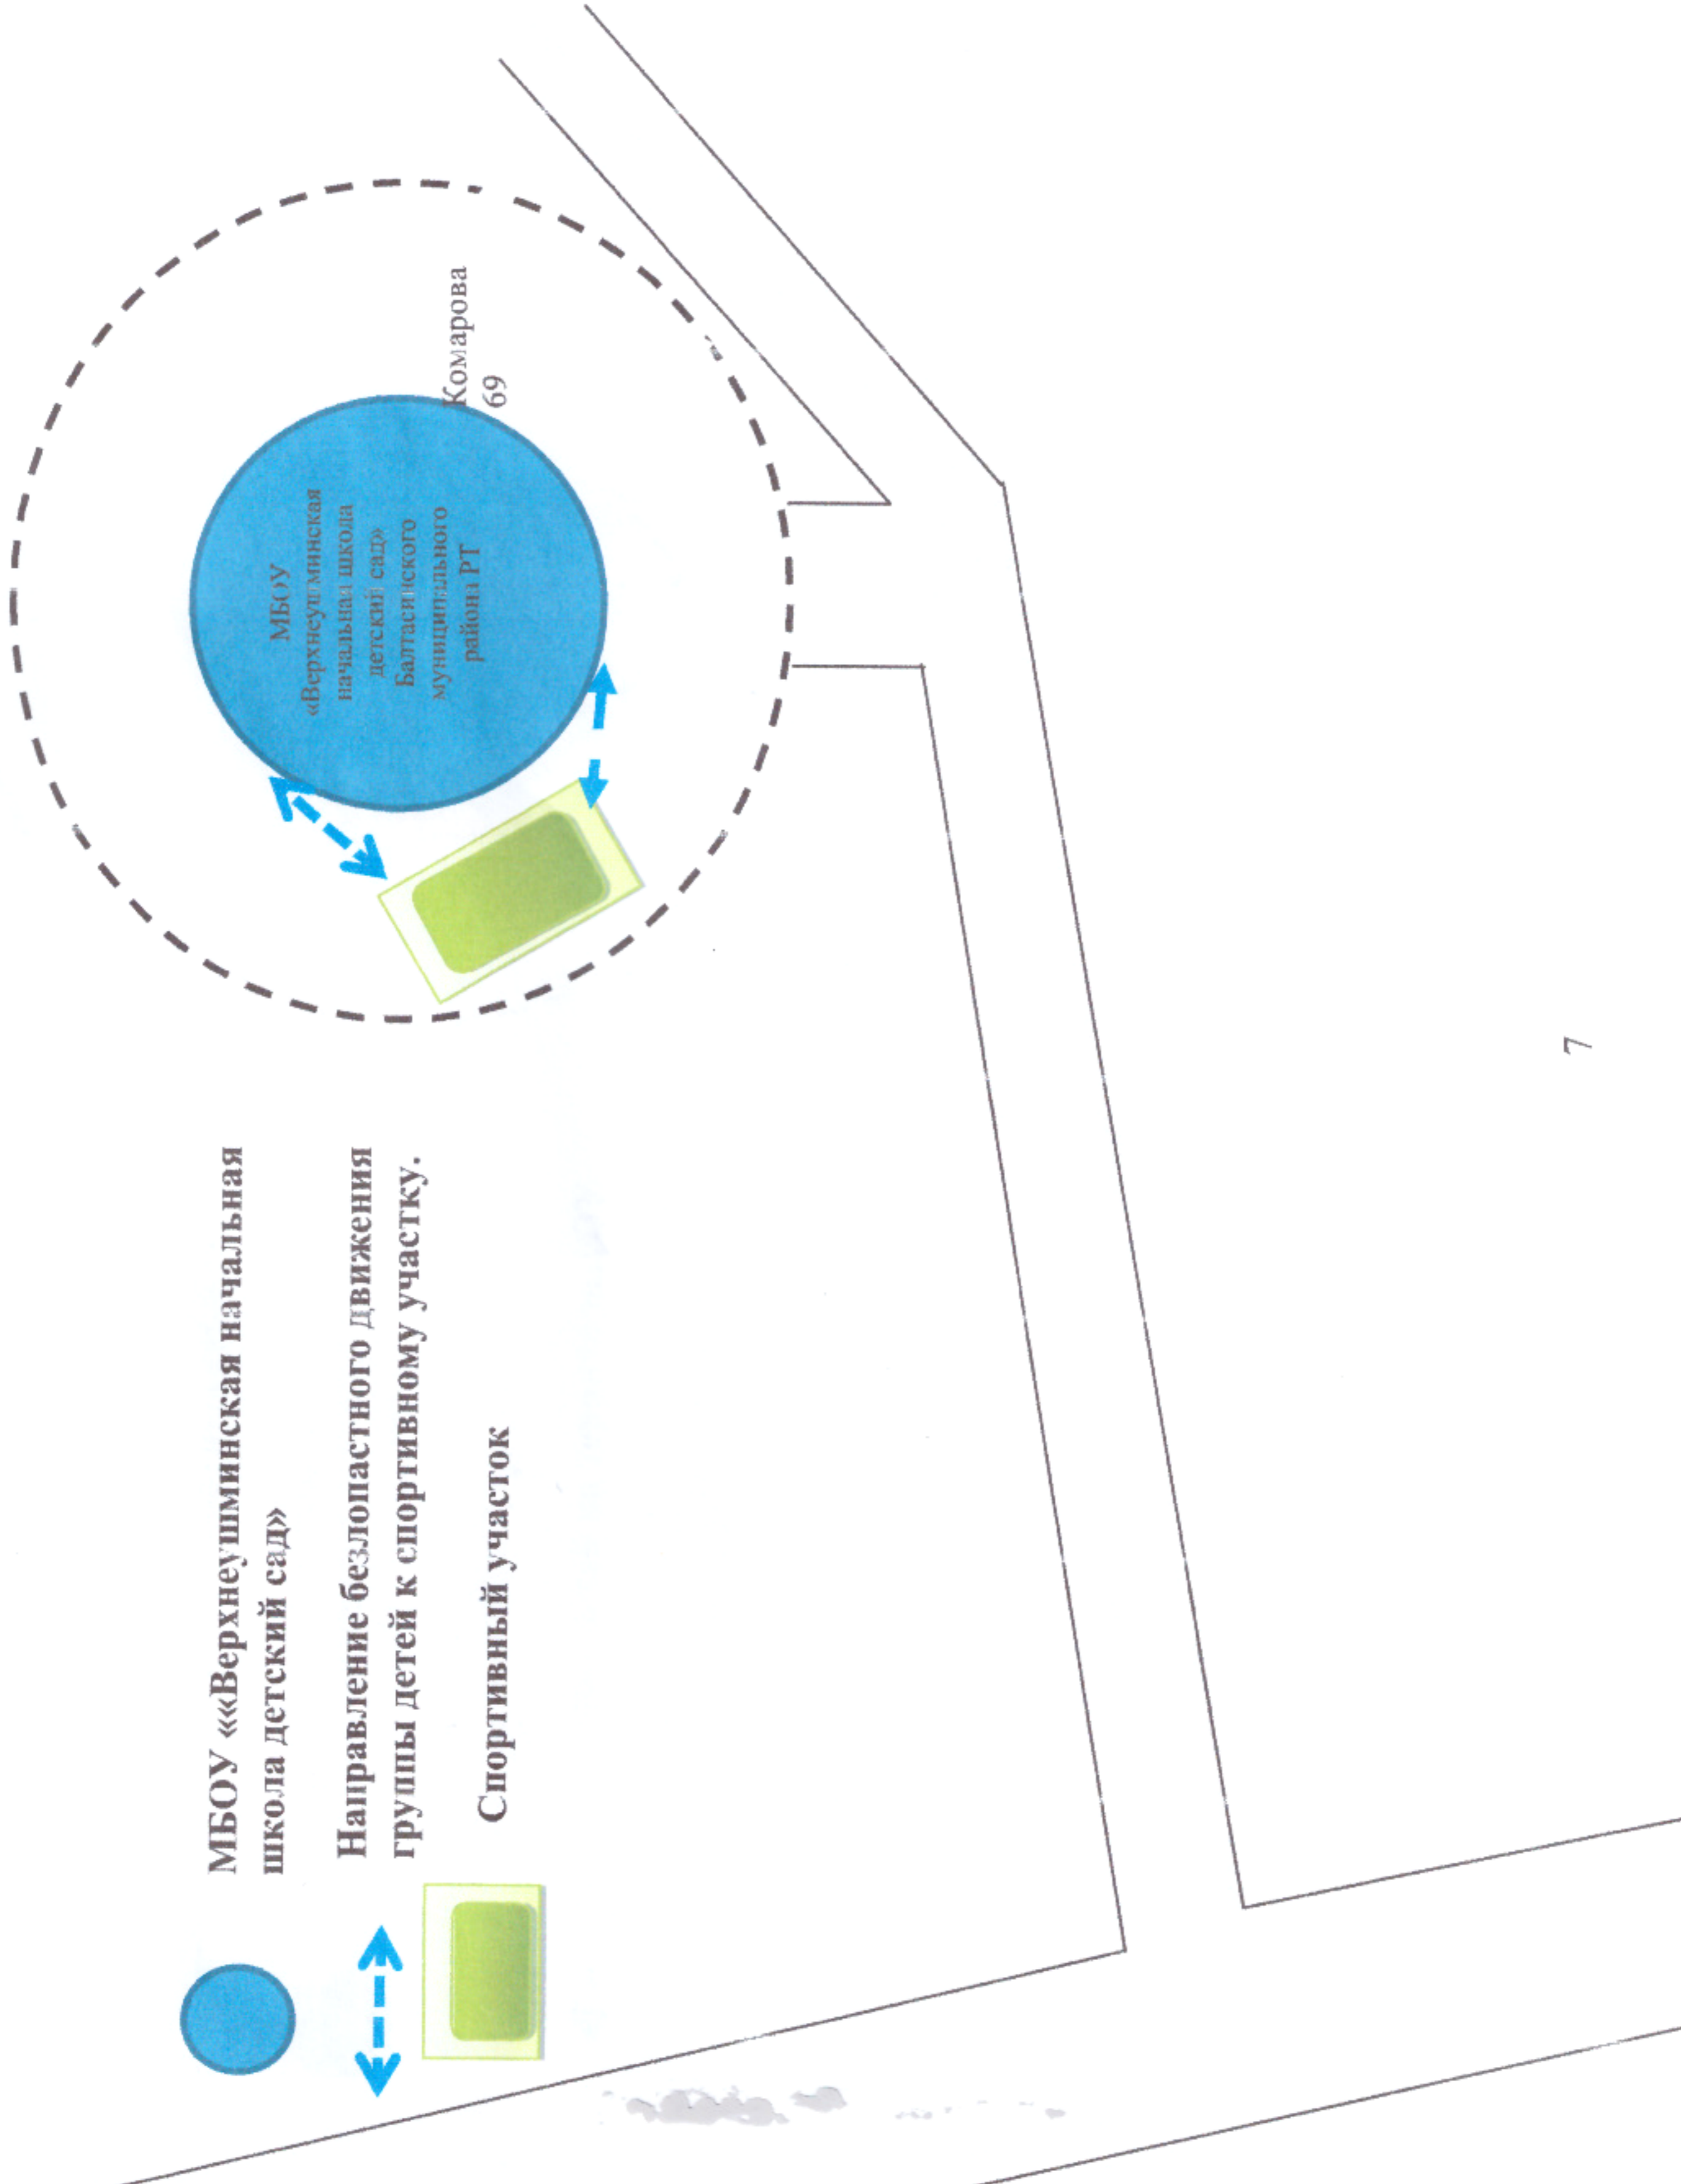 МБОУ ««Верхнеушминская начальная
школа детский сад»
Направление безлопастного движения
группы детей к спортивному участку.
Спортивный участок
МБОУ
«Верхнеушминская
начальная школа
детский сад»
Балтасинского
муниципального
района РТ
Комарова
69
7